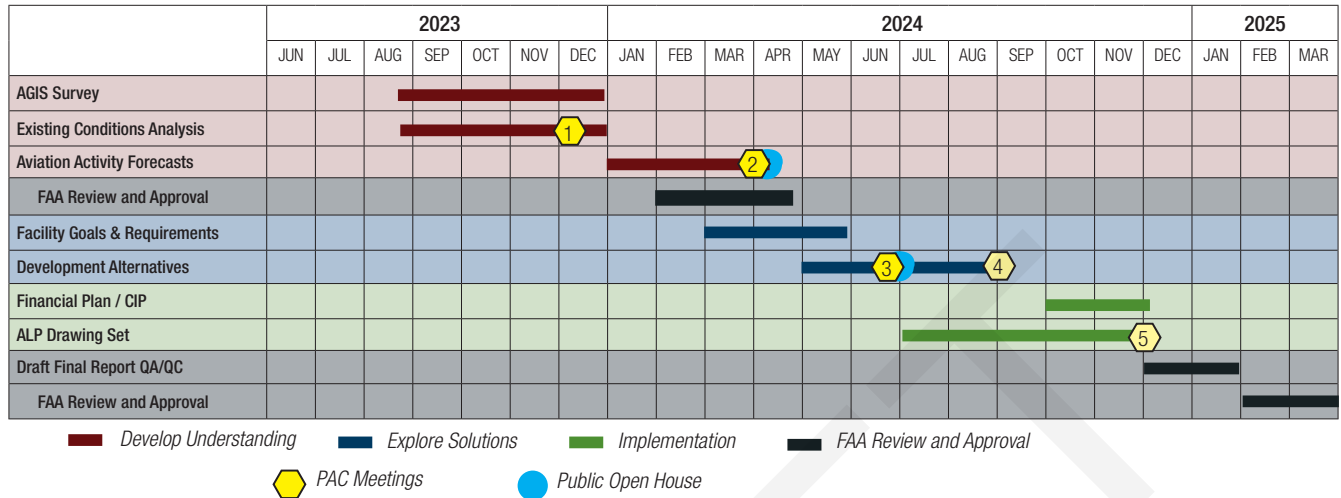 2023 2024 2025
JUN JUL AUG SEP OCT NOV DEC JAN FEB MAR APR MAY JUN JUL AUG SEP OCT NOV DEC JAN FEB MAR
AGIS Survey
Existing Conditions Analysis 1
Aviation Activity Forecasts 2
FAA Review and Approval
Facility Goals & Requirements
Development Alternatives 3 4
Financial Plan / CIP
ALP Drawing Set 5
Draft Final Report QA/QC
FAA Review and Approval
Develop Understanding Explore Solutions Implementation FAA Review and Approval
PAC Meetings Public Open House